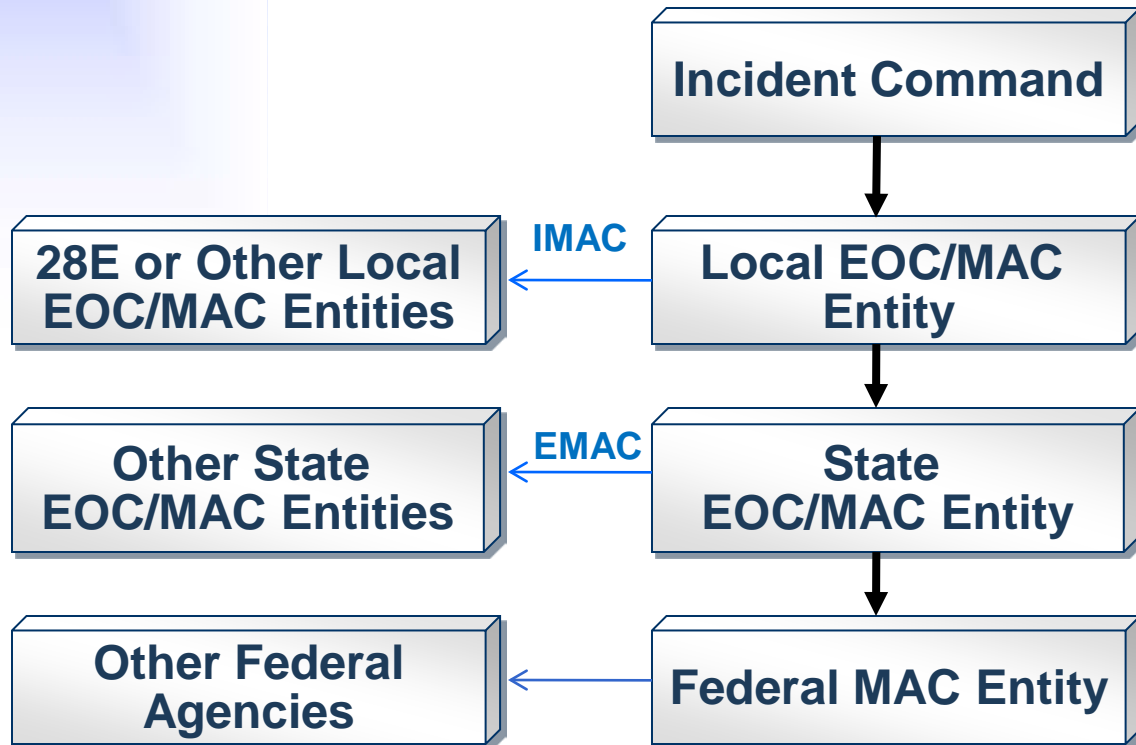 Incident Command
28E or Other Local
EOC/MAC Entities
IMAC
Local EOC/MAC
Entity
Other State
EOC/MAC Entities
EMAC
State
EOC/MAC Entity
Other Federal
Agencies
Federal MAC Entity